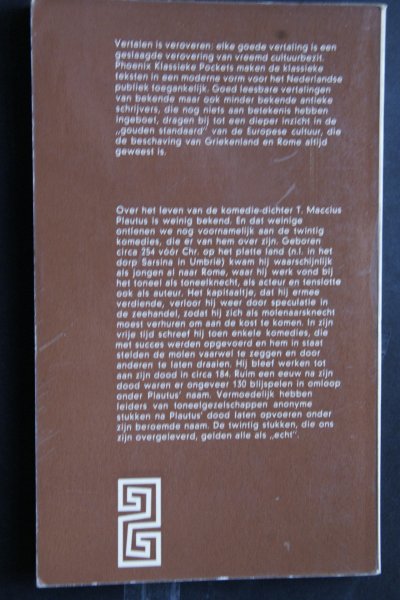 Vertalen is veroveren; elke goede vertaling is een
geslaagde verovering van vreemd cultuurbezit.
Phoenix Klassieke Pockets maken de klassieke
teksten in een moderne vorm voor het Nederlandse
publiek toegankelijk. Goed leesbare vertalingen
van bekende maar ook minder bekende antieke
schrijvers, die nog niets aan betekenis hebben
ingeboet, dragen bij tot een dieper inzicht in de
„gouden standaard" van de Europese cultuur, die
de beschaving van Griekenland en Rome altijd
geweest is.
Over het leven van de komedie-dichter T. Maccius
Plautus is weinig bekend. En dat weinige
ontlenen we nog voornamelijk aan de twintig
komedies, die er van hem over zijn. Geboren
circa 254 vóór Chr. op het platte land (n.l. in het
dorp Sarsina in Umbrië) kwam hij waarschijnlijk
als jongen al naar Rome, waar hij werk vond bij
het toneel als toneelknecht, als acteur en tenslotte
ook als auteur. Het kapitaaltje, dat hij ermee
verdiende, verloor hij weer door speculatie in
de zeehandel, zodat hij zich als molenaarsknecht
moest verhuren om aan de kost te komen. In zijn
vrije tijd schreef hij toen enkele komedies, die
met succes werden opgevoerd en hem in staat
stelden de molen vaarwel te zeggen en door
anderen te laten draaien. Hij bleef werken tot
aan zijn dood in circa 184. Ruim een eeuw na zijn
dood waren er ongeveer 130 blijspelen in omloop
onder Plautus' naam. Vermoedelijk hebben
leiders van toneelgezelschappen anonyme
stukken na Plautus' dood laten opvoeren onder
zijn beroemde naam. De twintig stukken, die ons
zijn overgeleverd, gelden alle als „echt".